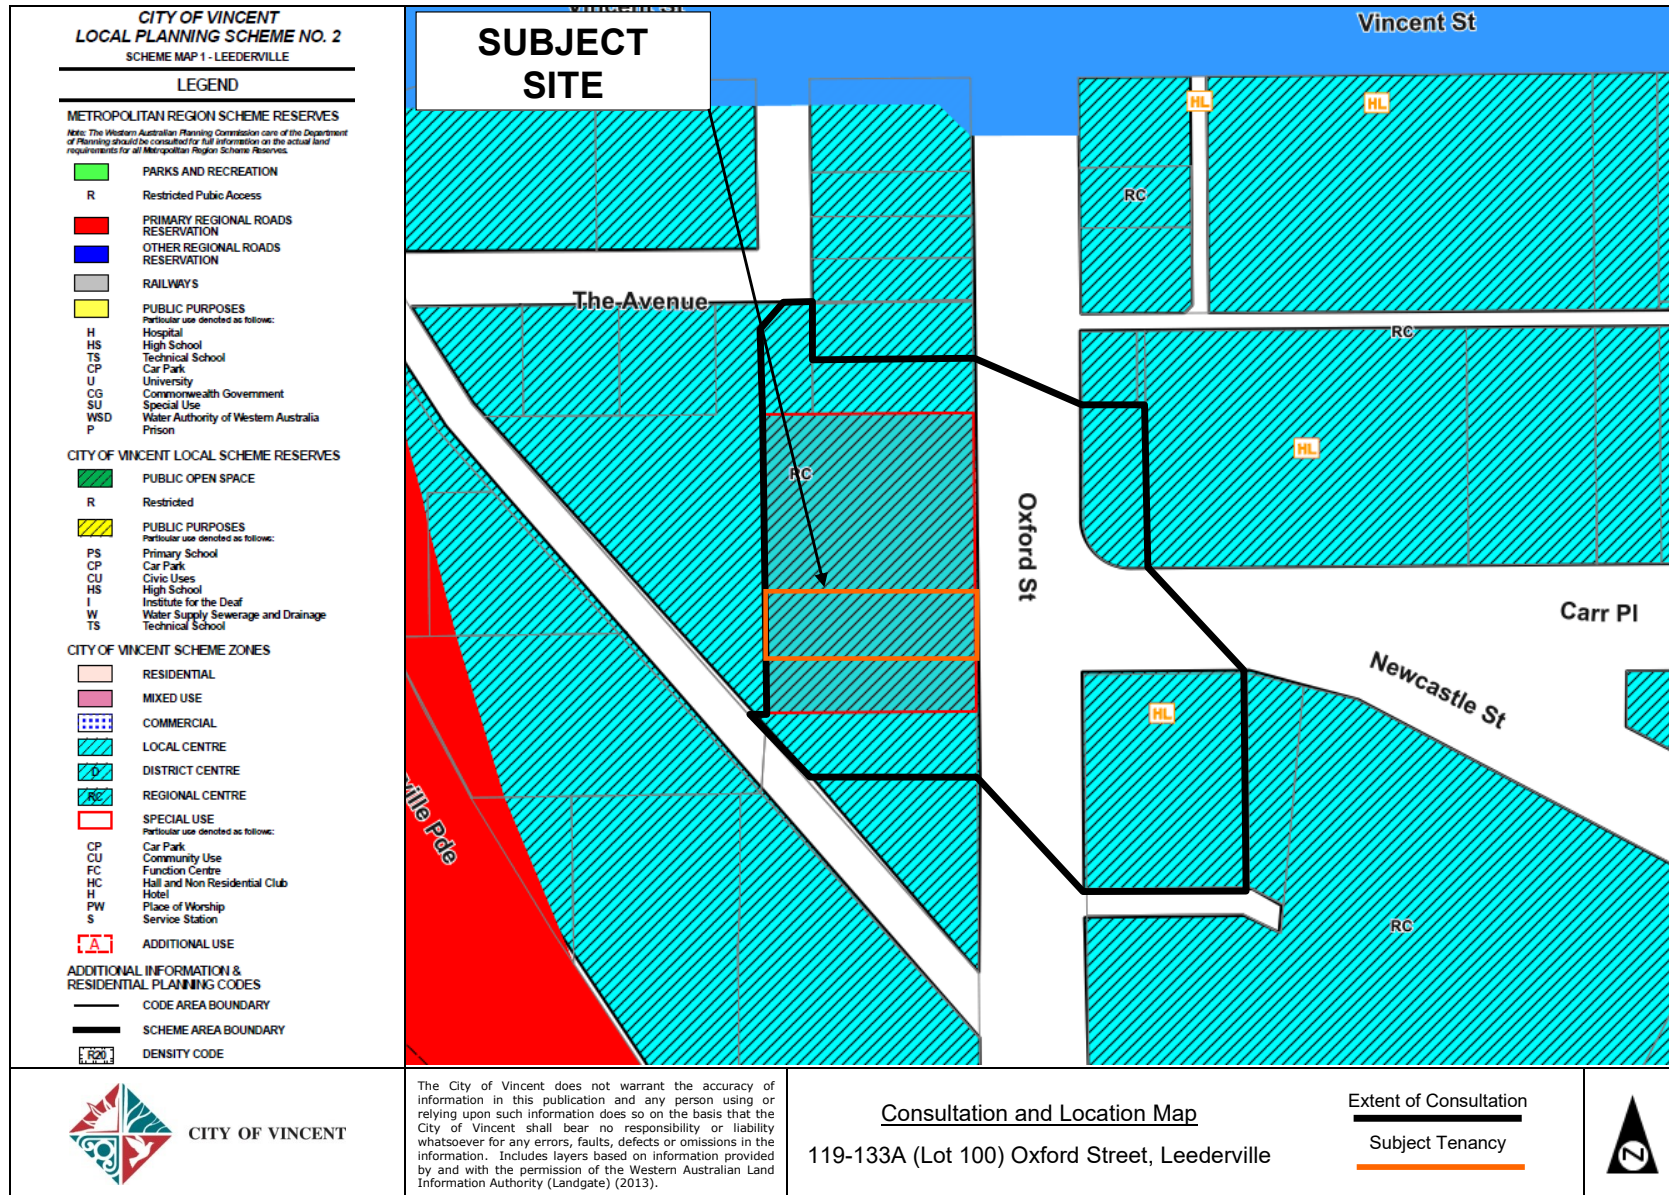 CITY OF VINCENT
LOCAL PLANNING SCHEME NO. 2
SCHEME MAP 1 - LEEDERVILLE
LEGEND
METROPOLITAN REGION SCHEME RESERVES
Note: The Western Australian Planning Commission care of the Department
of Planning should be consulted for full information on the actual land
requirements for all Metropolitan Region Scheme Reserves.
PARKS AND RECREATION
R Restricted Pubic Access
PRIMARY REGIONAL ROADS
RESERVATION
OTHER REGIONAL ROADS
RESERVATION
RAILWAYS
PUBLIC PURPOSES
Particular use denoted as follows:
H Hospital
HS High School
TS Technical School
CP Car Park
U University
CG Commonwealth Government
SU Special Use
WSD Water Authority of Western Australia
P Prison
CITY OF VINCENT LOCAL SCHEME RESERVES
PUBLIC OPEN SPACE
R Restricted
PUBLIC PURPOSES
Particular use denoted as follows:
PS Primary School
CP Car Park
CU Civic Uses
HS High School
I Institute for the Deaf
W Water Supply Sewerage and Drainage
TS Technical School
CITY OF VINCENT SCHEME ZONES
RESIDENTIAL
MIXED USE
COMMERCIAL
LOCAL CENTRE
D DISTRICT CENTRE
RC REGIONAL CENTRE
SPECIAL USE
Particular use denoted as follows:
CP Car Park
CU Community Use
FC Function Centre
HC Hall and Non Residential Club
H Hotel
PW Place of Worship
S Service Station
A ADDITIONAL USE
ADDITIONAL INFORMATION &
RESIDENTIAL PLANNING CODES
CODE AREA BOUNDARY
SCHEME AREA BOUNDARY
R20 DENSITY CODE
Vincent St
SUBJECT
SITE
Vincent St
HL
HL
RC
The Avenue
RC
HL
RC
Oxford St
Carr Pl
Newcastle St
HL
ville Pde
RC
CITY OF VINCENT
The City of Vincent does not warrant the accuracy of
information in this publication and any person using or
relying upon such information does so on the basis that the
City of Vincent shall bear no responsibility or liability
whatsoever for any errors, faults, defects or omissions in the
information. Includes layers based on information provided
by and with the permission of the Western Australian Land
Information Authority (Landgate) (2013).
Consultation and Location Map
119-133A (Lot 100) Oxford Street, Leederville
Extent of Consultation
Subject Tenancy
N